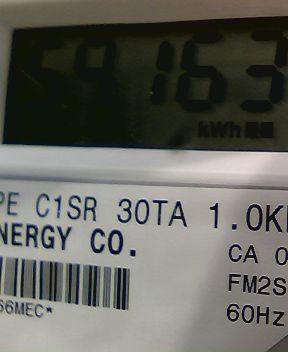 59163
kWh
PE C1SR 30TA 1.0K
NERGY CO.
CA 0
FM2S
66MEC*
60Hz